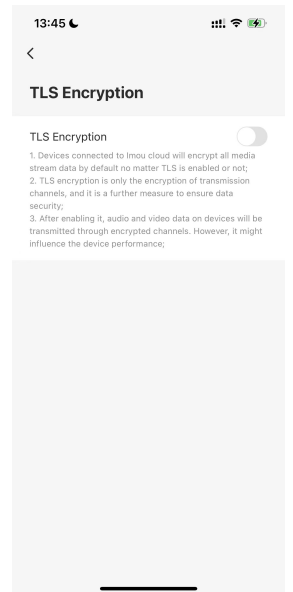 13:45
TLS Encryption
TLS Encryption
1. Devices connected to Imou cloud will encrypt all media
stream data by default no matter TLS is enabled or not;
2. TLS encryption is only the encryption of transmission
channels, and it is a further measure to ensure data
security;
3. After enabling it, audio and video data on devices will be
transmitted through encrypted channels. However, it might
influence the device performance;